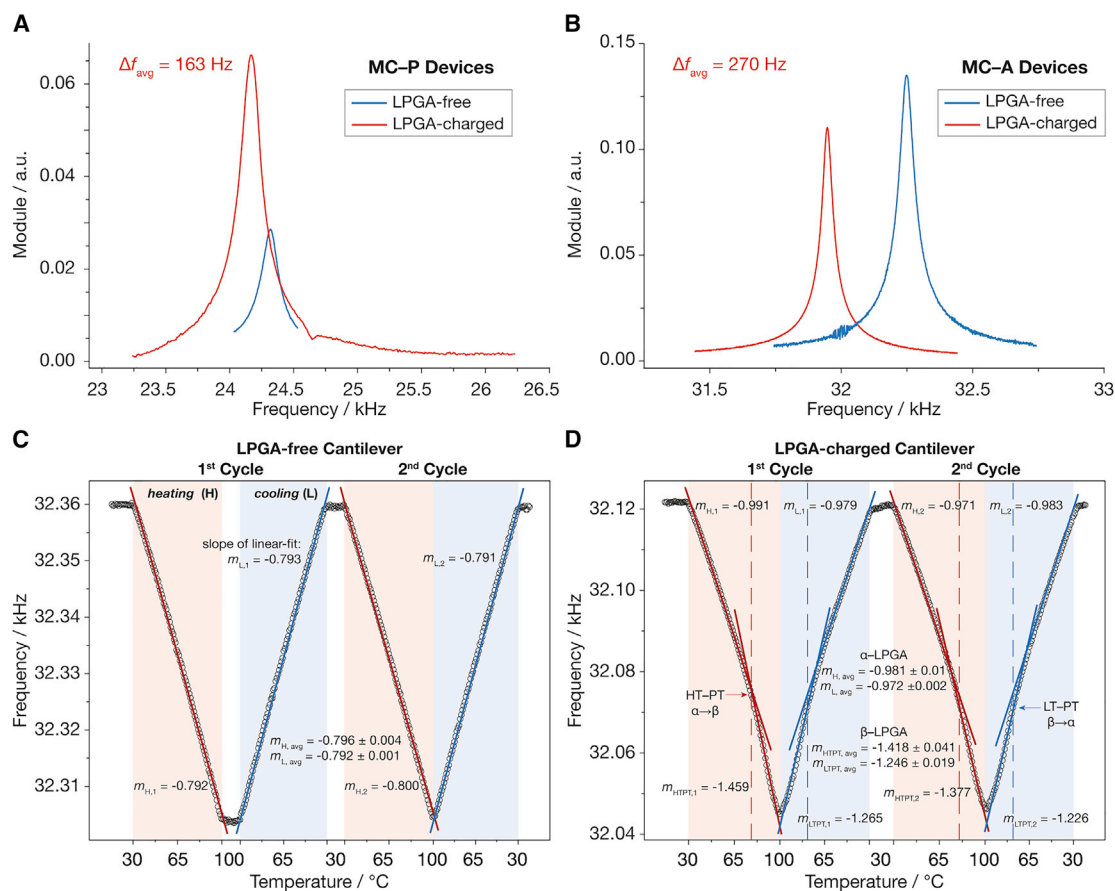 A
Δf avg = 163 Hz
MC–P Devices
LPGA-free
LPGA-charged
Module / a.u.
0.06
0.04
0.02
0.00
23 23.5 24 24.5 25 25.5 26 26.5
Frequency / kHz
B
Δf avg = 270 Hz
MC–A Devices
LPGA-free
LPGA-charged
Module / a.u.
0.15
0.10
0.05
0.00
31.5 32 32.5 33
Frequency / kHz
C
LPGA-free Cantilever
1st Cycle 2nd Cycle
heating (H) cooling (L)
slope of linear-fit:
mL,1 = -0.793
mL,2 = -0.791
mH, avg = -0.796 ± 0.004
mL, avg = -0.792 ± 0.001
mH,1 = -0.792
mH,2 = -0.800
Frequency / kHz
32.36
32.35
32.34
32.33
32.32
32.31
30 65 100 65 30 65 100 65 30
Temperature / °C
D
LPGA-charged Cantilever
1st Cycle 2nd Cycle
mH,1 = -0.991
mL,1 = -0.979
mH,2 = -0.971
mL,2 = -0.983
α–LPGA
mH, avg = -0.981 ± 0.01
mL, avg = -0.972 ±0.002
HT–PT
α→β
LT–PT
β→α
β–LPGA
mHTPT, avg = -1.418 ± 0.041
mLTPT, avg = -1.246 ± 0.019
mHTPT,1 = -1.459
mHTPT,2 = -1.377
mLTPT,1 = -1.265
mLTPT,2 = -1.226
Frequency / kHz
32.12
32.10
32.08
32.06
32.04
30 65 100 65 30 65 100 65 30
Temperature / °C